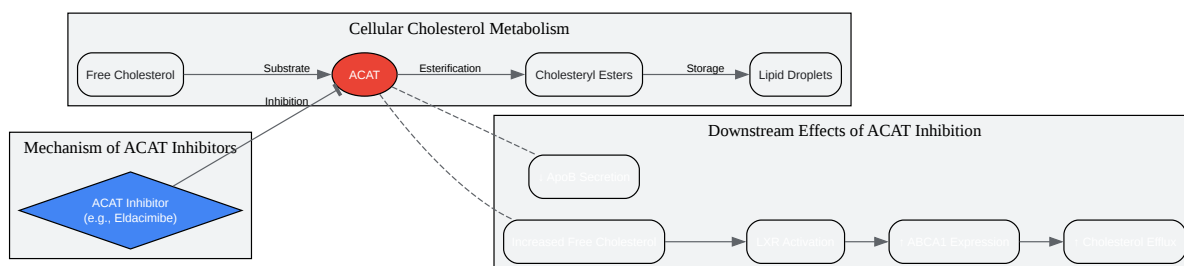 Cellular Cholesterol Metabolism
Free Cholesterol
Substrate
ACAT
Esterification
Cholesteryl Esters
Storage
Lipid Droplets
Inhibition
Mechanism of ACAT Inhibitors
ACAT Inhibitor
(e.g., Eldacimibe)
Downstream Effects of ACAT Inhibition
↓ ApoB Secretion
Increased Free Cholesterol
LXR Activation
↑ ABCA1 Expression
↑ Cholesterol Efflux